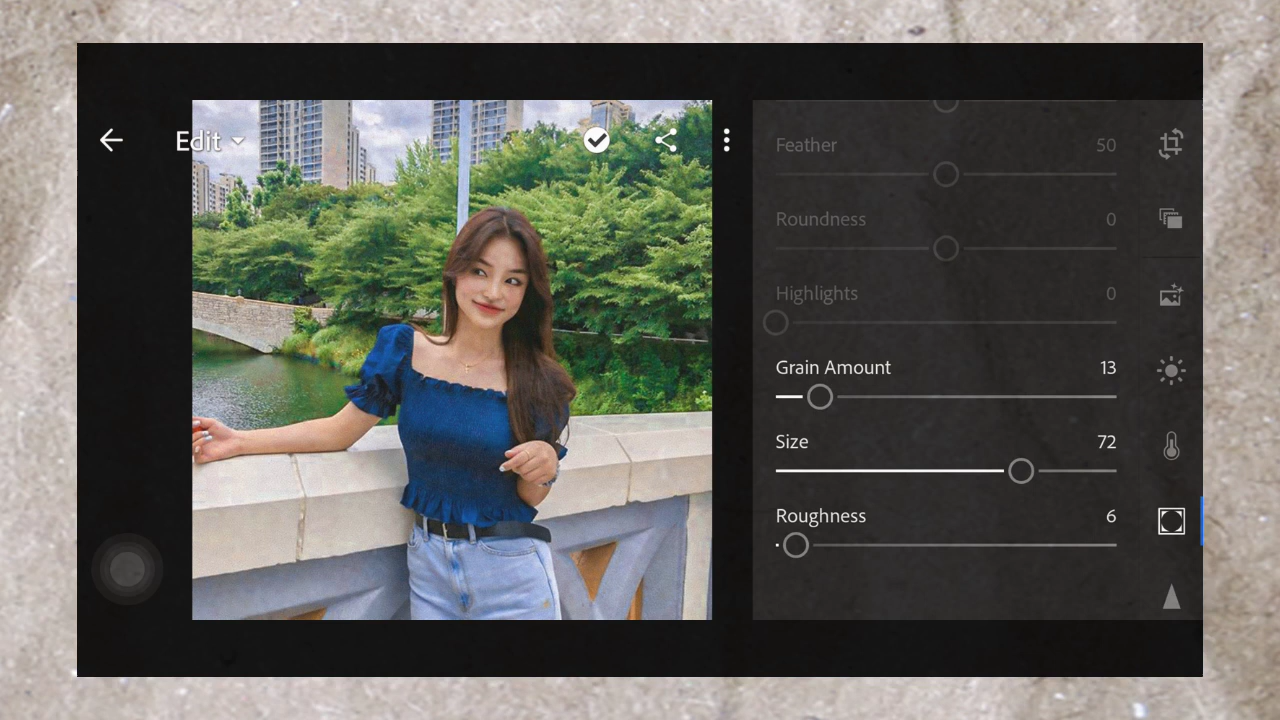 Edit
Feather 50
Roundness 0
Highlights 0
Grain Amount 13
Size 72
Roughness 6